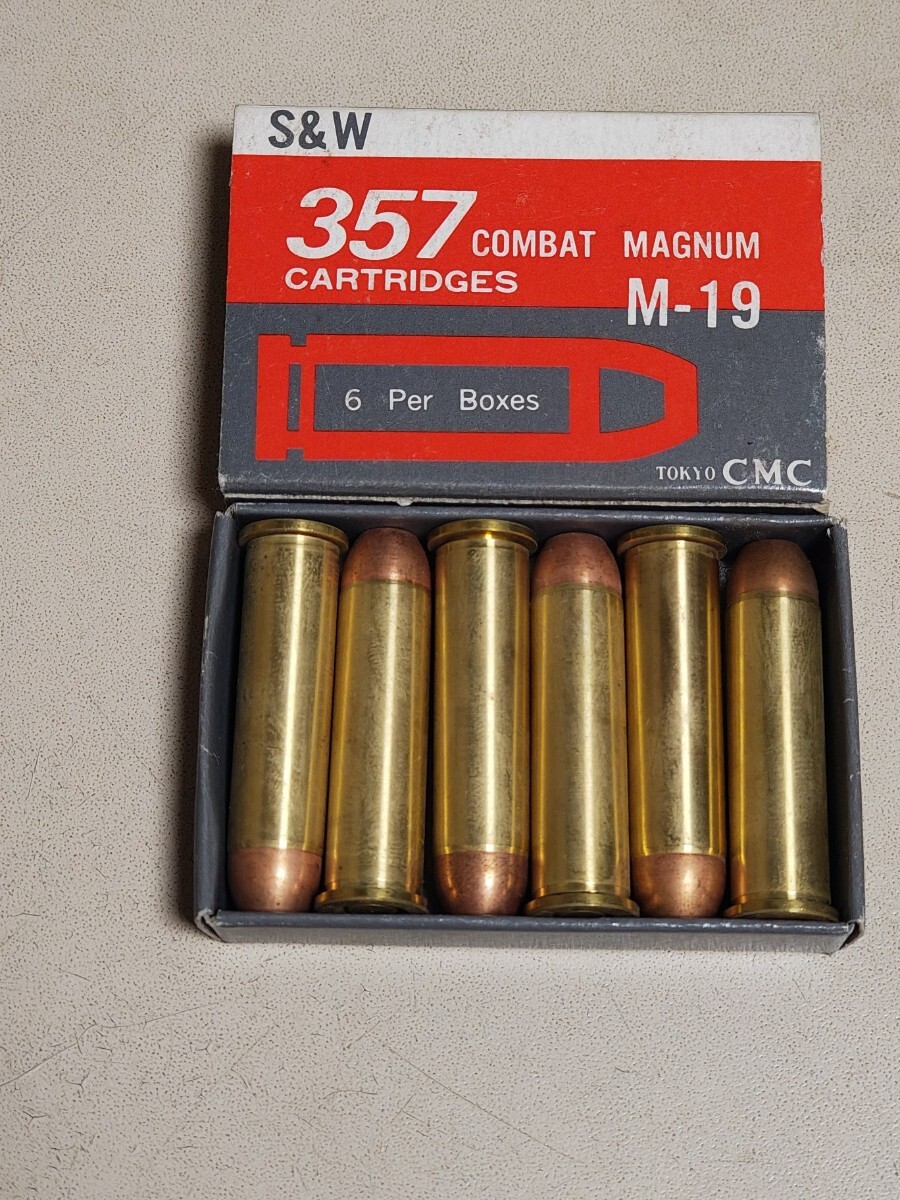 S&W
357 COMBAT MAGNUM
CARTRIDGES
M-19
6 Per Boxes
TOKYO CMC